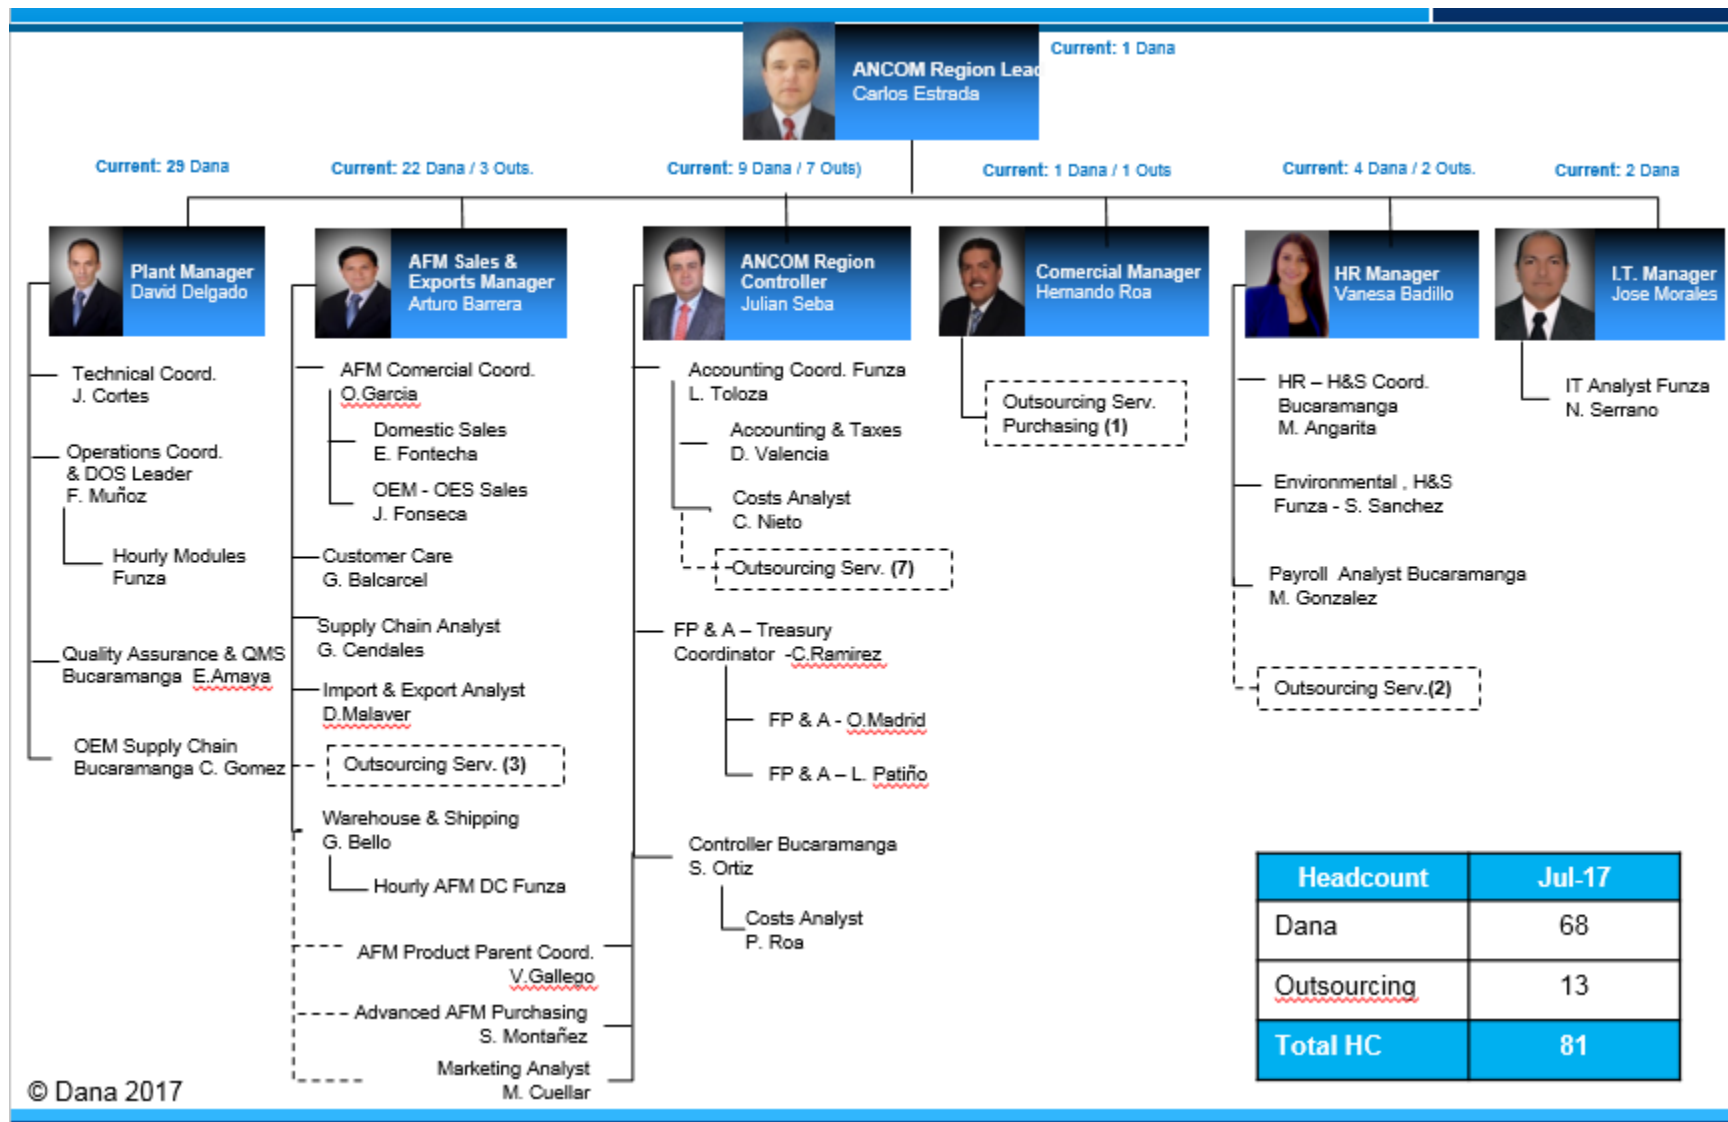 Current: 1 Dana
ANCOM Region Lead
Carlos Estrada
Current: 29 Dana
Current: 22 Dana / 3 Outs.
Current: 9 Dana / 7 Outs)
Current: 1 Dana / 1 Outs
Current: 4 Dana / 2 Outs.
Current: 2 Dana
Plant Manager
David Delgado
Technical Coord.
J. Cortes
Operations Coord.
& DOS Leader
F. Muñoz
Hourly Modules
Funza
Quality Assurance & QMS
Bucaramanga E.Amaya
OEM Supply Chain
Bucaramanga C. Gomez
AFM Sales &
Exports Manager
Arturo Barrera
AFM Comercial Coord.
O.Garcia
Domestic Sales
E. Fontecha
OEM - OES Sales
J. Fonseca
Customer Care
G. Balcarcel
Supply Chain Analyst
G. Cendales
Import & Export Analyst
D.Malaver
Outsourcing Serv. (3)
Warehouse & Shipping
G. Bello
Hourly AFM DC Funza
AFM Product Parent Coord.
V.Gallego
Advanced AFM Purchasing
S. Montañez
Marketing Analyst
M. Cuellar
ANCOM Region
Controller
Julian Seba
Accounting Coord. Funza
L. Toloza
Accounting & Taxes
D. Valencia
Costs Analyst
C. Nieto
Outsourcing Serv. (7)
FP & A – Treasury
Coordinator -C.Ramirez
FP & A - O.Madrid
FP & A – L. Patiño
Controller Bucaramanga
S. Ortiz
Costs Analyst
P. Roa
Comercial Manager
Hernando Roa
Outsourcing Serv.
Purchasing (1)
HR Manager
Vanesa Badillo
HR – H&S Coord.
Bucaramanga
M. Angarita
Environmental , H&S
Funza - S. Sanchez
Payroll Analyst Bucaramanga
M. Gonzalez
Outsourcing Serv.(2)
I.T. Manager
Jose Morales
IT Analyst Funza
N. Serrano
Headcount Jul-17
Dana 68
Outsourcing 13
Total HC 81
© Dana 2017